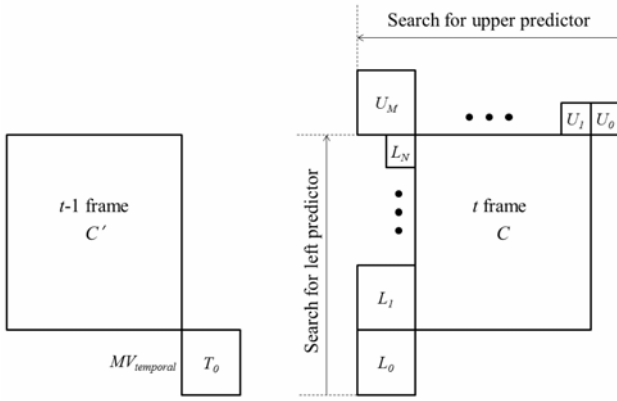 Search for upper predictor
U_M
• • •
U_1
U_0
L_N
t-1 frame
C′
t frame
C
Search for left predictor
L_1
MV_temporal
T_0
L_0